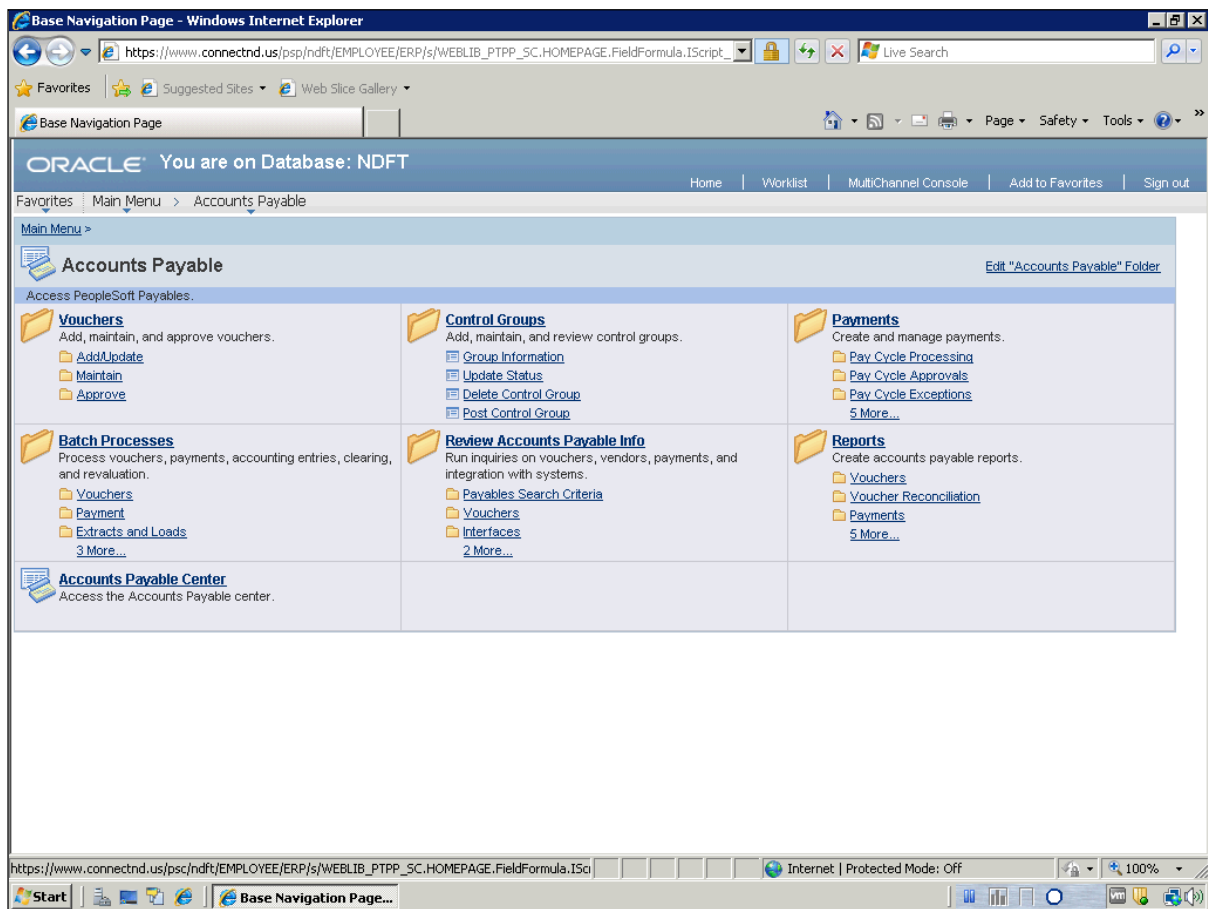 Base Navigation Page - Windows Internet Explorer
https://www.connectnd.us/psp/ndft/EMPLOYEE/ERP/s/WEBLIB_PTPP_SC.HOMEPAGE.FieldFormula.IScript_
Live Search
Favorites Suggested Sites Web Slice Gallery
Base Navigation Page
Page Safety Tools
ORACLE You are on Database: NDFT
Home | Worklist | MultiChannel Console | Add to Favorites | Sign out
Favorites Main Menu > Accounts Payable
Main Menu >
Accounts Payable
Edit "Accounts Payable" Folder
Access PeopleSoft Payables.
Vouchers
Add, maintain, and approve vouchers.
Add/Update
Maintain
Approve
Control Groups
Add, maintain, and review control groups.
Group Information
Update Status
Delete Control Group
Post Control Group
Payments
Create and manage payments.
Pay Cycle Processing
Pay Cycle Approvals
Pay Cycle Exceptions
5 More...
Batch Processes
Process vouchers, payments, accounting entries, clearing,
and revaluation.
Vouchers
Payment
Extracts and Loads
3 More...
Review Accounts Payable Info
Run inquiries on vouchers, vendors, payments, and
integration with systems.
Payables Search Criteria
Vouchers
Interfaces
2 More...
Reports
Create accounts payable reports.
Vouchers
Voucher Reconciliation
Payments
5 More...
Accounts Payable Center
Access the Accounts Payable center.
https://www.connectnd.us/psc/ndft/EMPLOYEE/ERP/s/WEBLIB_PTPP_SC.HOMEPAGE.FieldFormula.IScr
Internet | Protected Mode: Off
100%
Start
Base Navigation Page...
vm